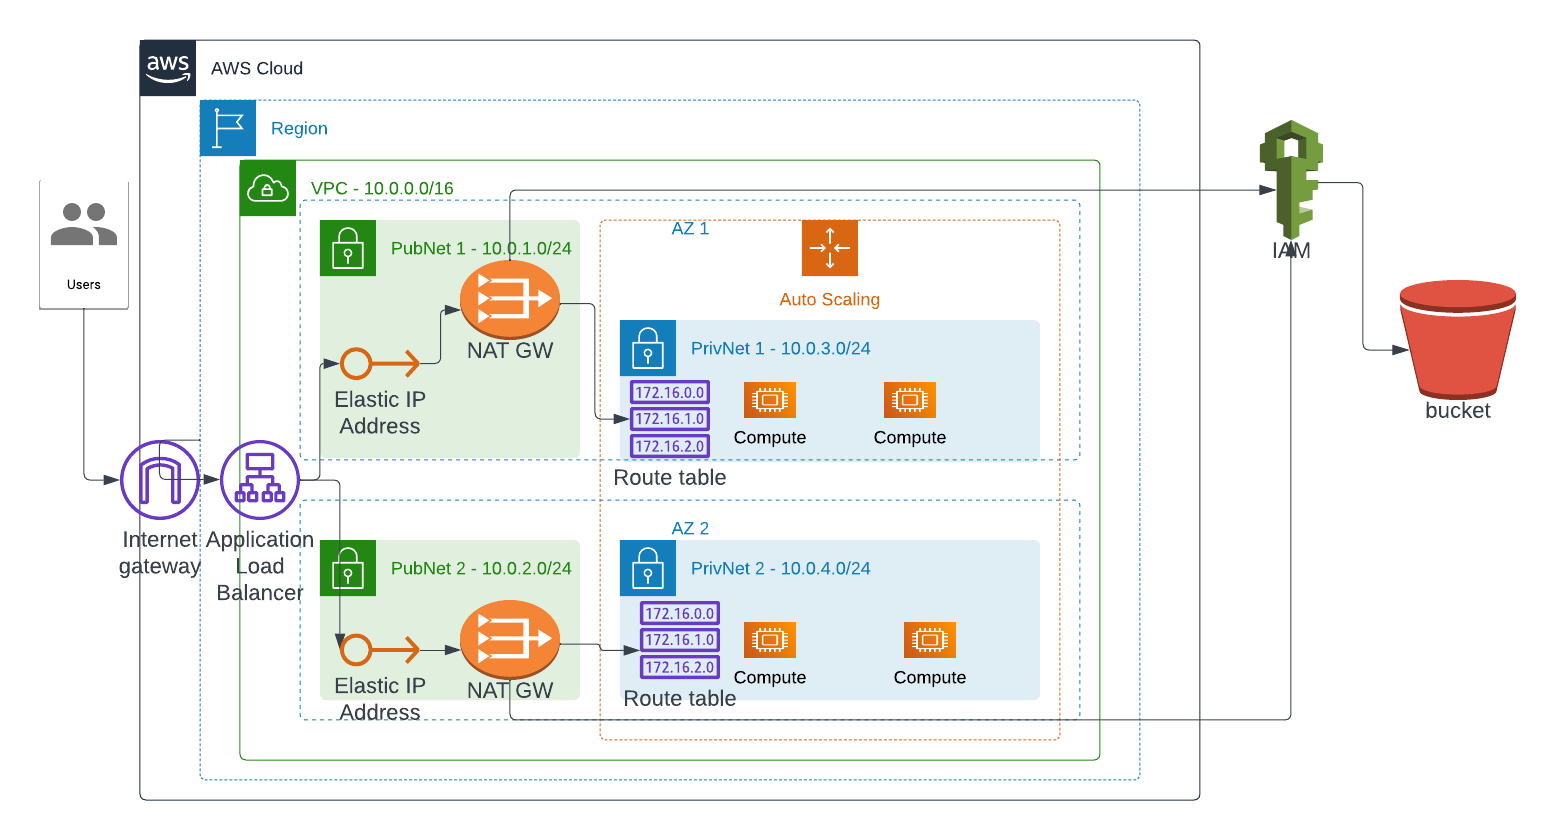 aws
AWS Cloud
Region
VPC - 10.0.0.0/16
Users
PubNet 1 - 10.0.1.0/24
NAT GW
Elastic IP
Address
AZ 1
Auto Scaling
PrivNet 1 - 10.0.3.0/24
172.16.0.0
172.16.1.0
172.16.2.0
Route table
Compute
Compute
IAM
bucket
Internet
gateway
Application
Load
Balancer
PubNet 2 - 10.0.2.0/24
NAT GW
Elastic IP
Address
AZ 2
PrivNet 2 - 10.0.4.0/24
172.16.0.0
172.16.1.0
172.16.2.0
Route table
Compute
Compute